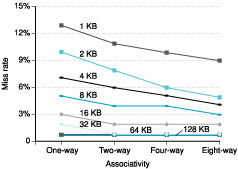 15%
12%
9%
6%
3%
0
Miss rate
1 KB
2 KB
4 KB
8 KB
16 KB
32 KB
64 KB
128 KB
One-way
Two-way
Four-way
Eight-way
Associativity